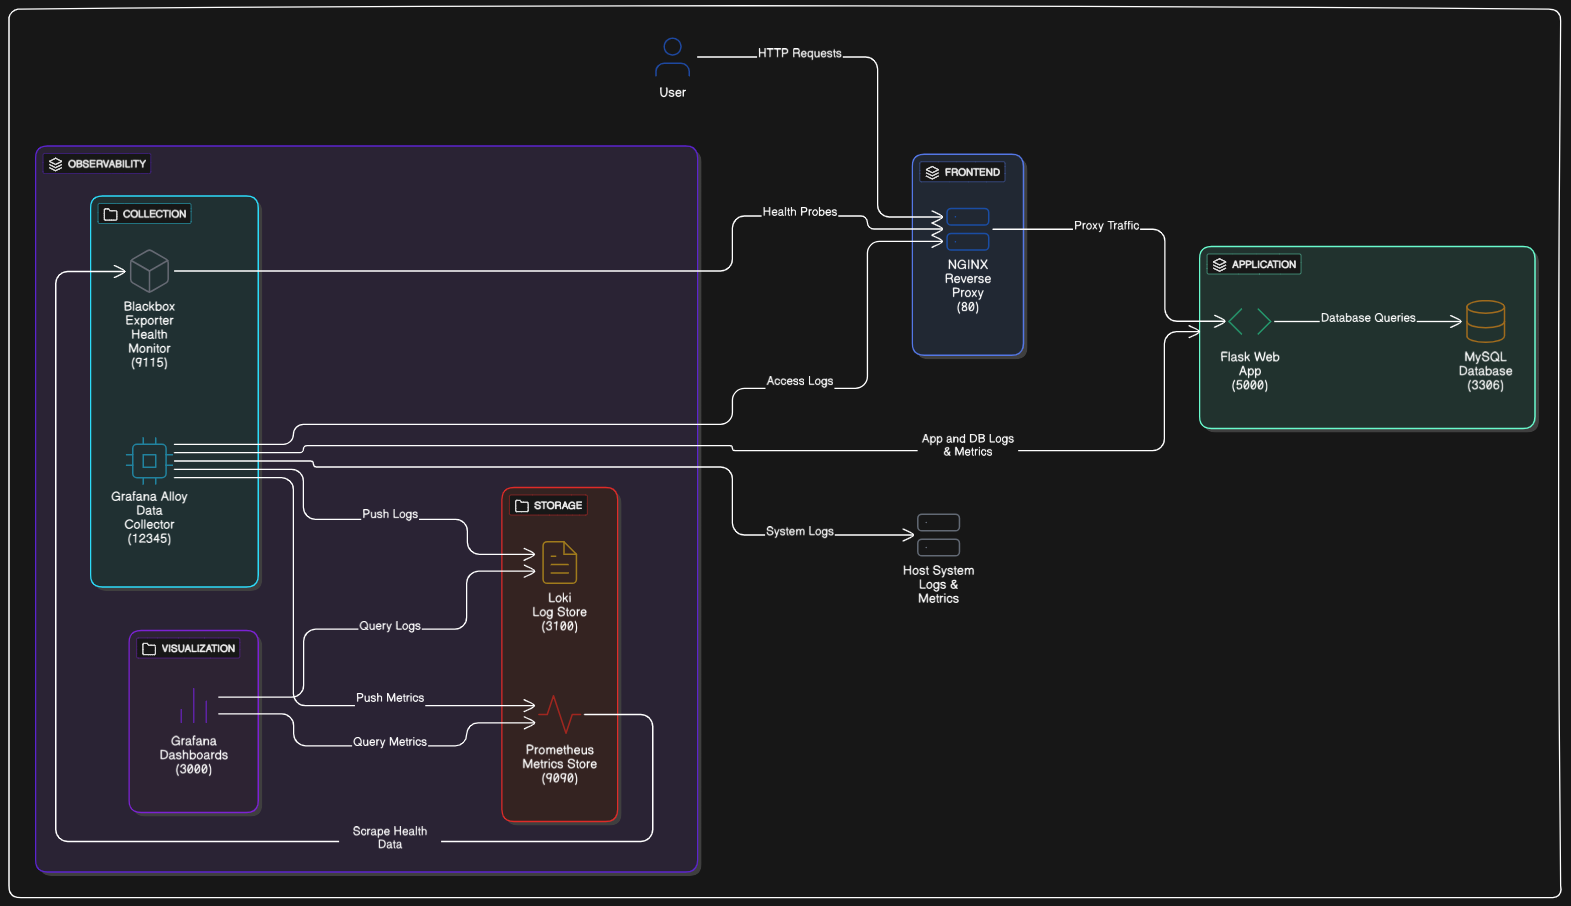 HTTP Requests
User
OBSERVABILITY
COLLECTION
Blackbox
Exporter
Health
Monitor
(9115)
Grafana Alloy
Data
Collector
(12345)
VISUALIZATION
Grafana
Dashboards
(3000)
STORAGE
Loki
Log Store
(3100)
Prometheus
Metrics Store
(9090)
Push Logs
Query Logs
Push Metrics
Query Metrics
Scrape Health
Data
Health Probes
Access Logs
App and DB Logs
& Metrics
System Logs
Host System
Logs &
Metrics
FRONTEND
NGINX
Reverse
Proxy
(80)
Proxy Traffic
APPLICATION
Flask Web
App
(5000)
Database Queries
MySQL
Database
(3306)